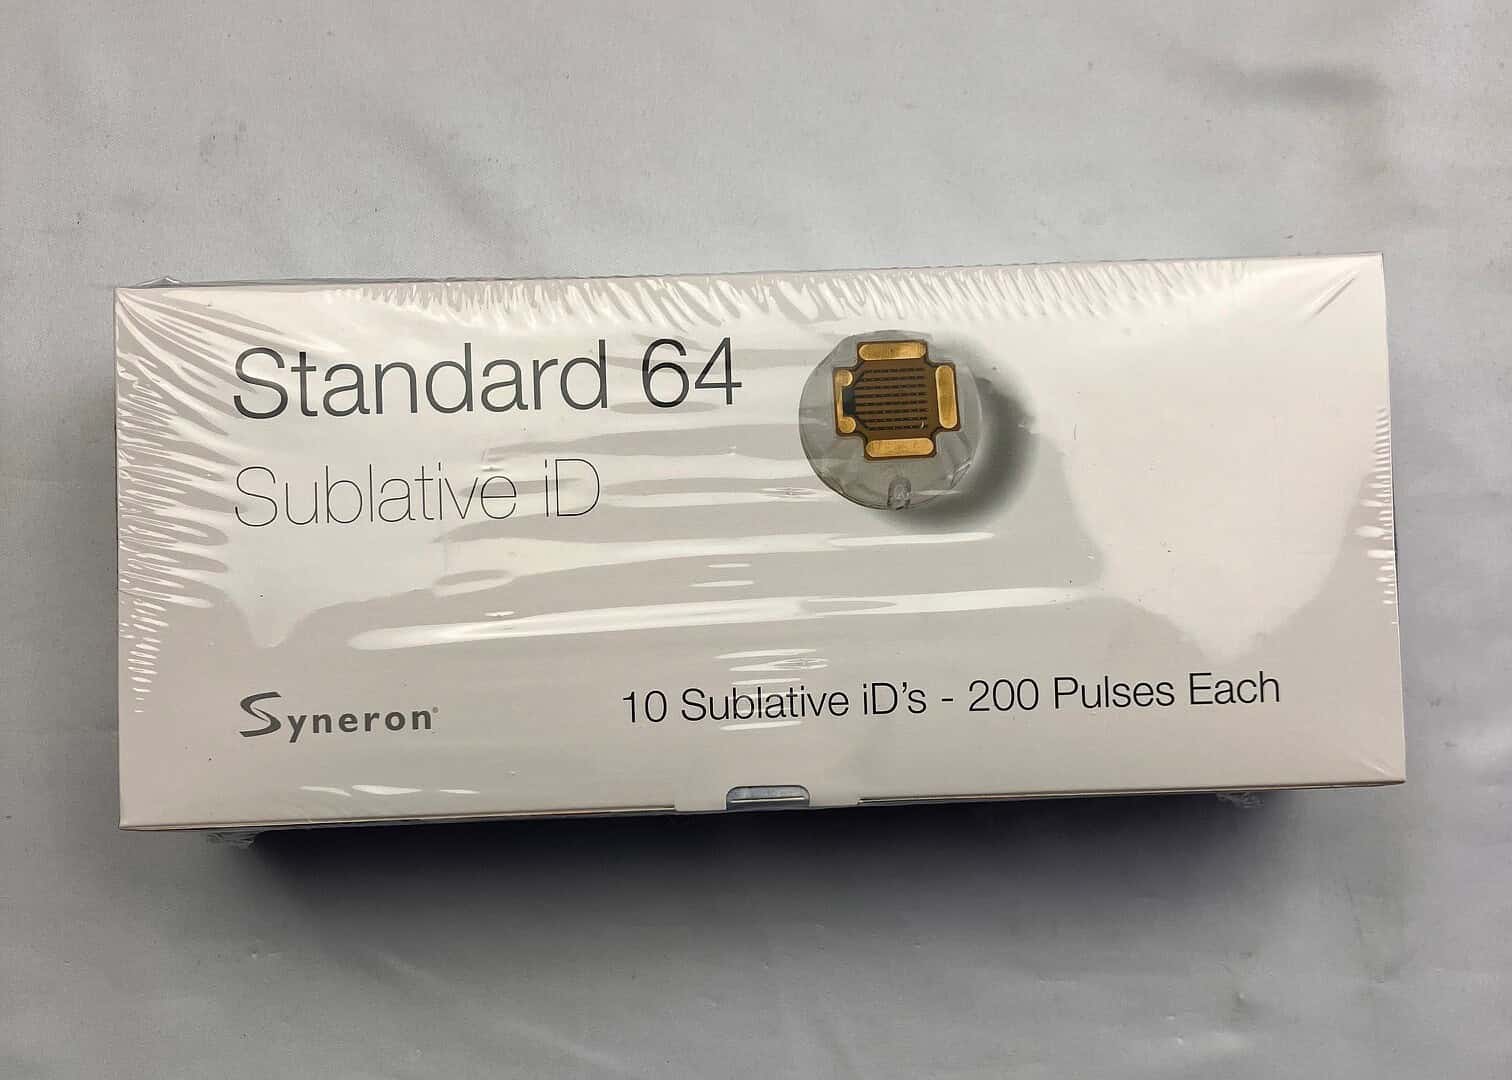 Standard 64
Sublative iD
Syneron®
10 Sublative iD's - 200 Pulses Each